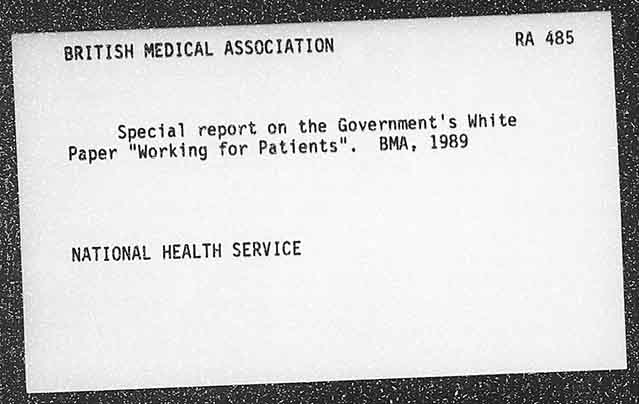 BRITISH MEDICAL ASSOCIATION RA 485
Special report on the Government's White
Paper "Working for Patients". BMA, 1989
NATIONAL HEALTH SERVICE